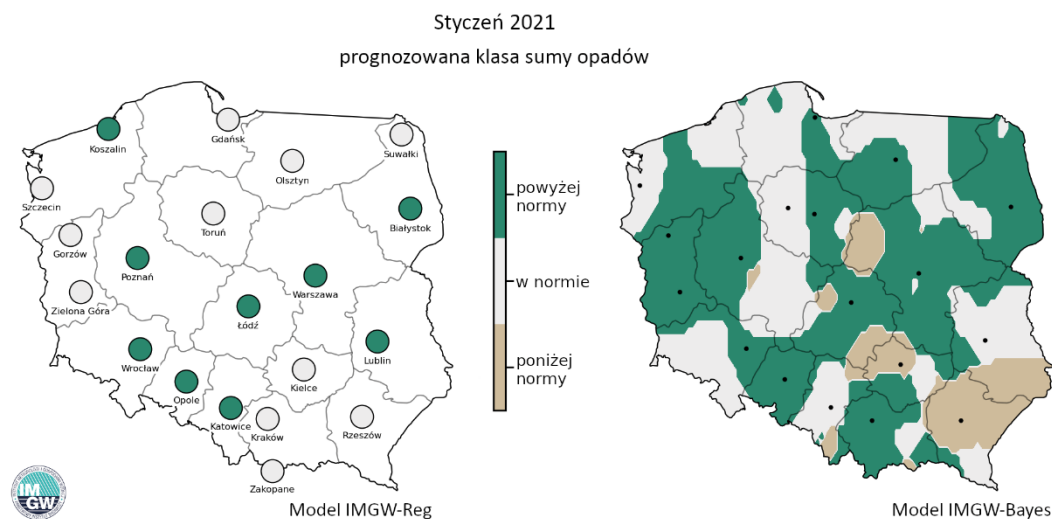 Styczeń 2021
prognozowana klasa sumy opadów
Koszalin
Gdańsk
Suwałki
Olsztyn
Szczecin
Toruń
Białystok
Gorzów
Poznań
Warszawa
Zielona Góra
Łódź
Wrocław
Lublin
Opole
Kielce
Katowice
Kraków
Rzeszów
Zakopane
powyżej
normy
w normie
poniżej
normy
IM
GW
Model IMGW-Reg
Model IMGW-Bayes